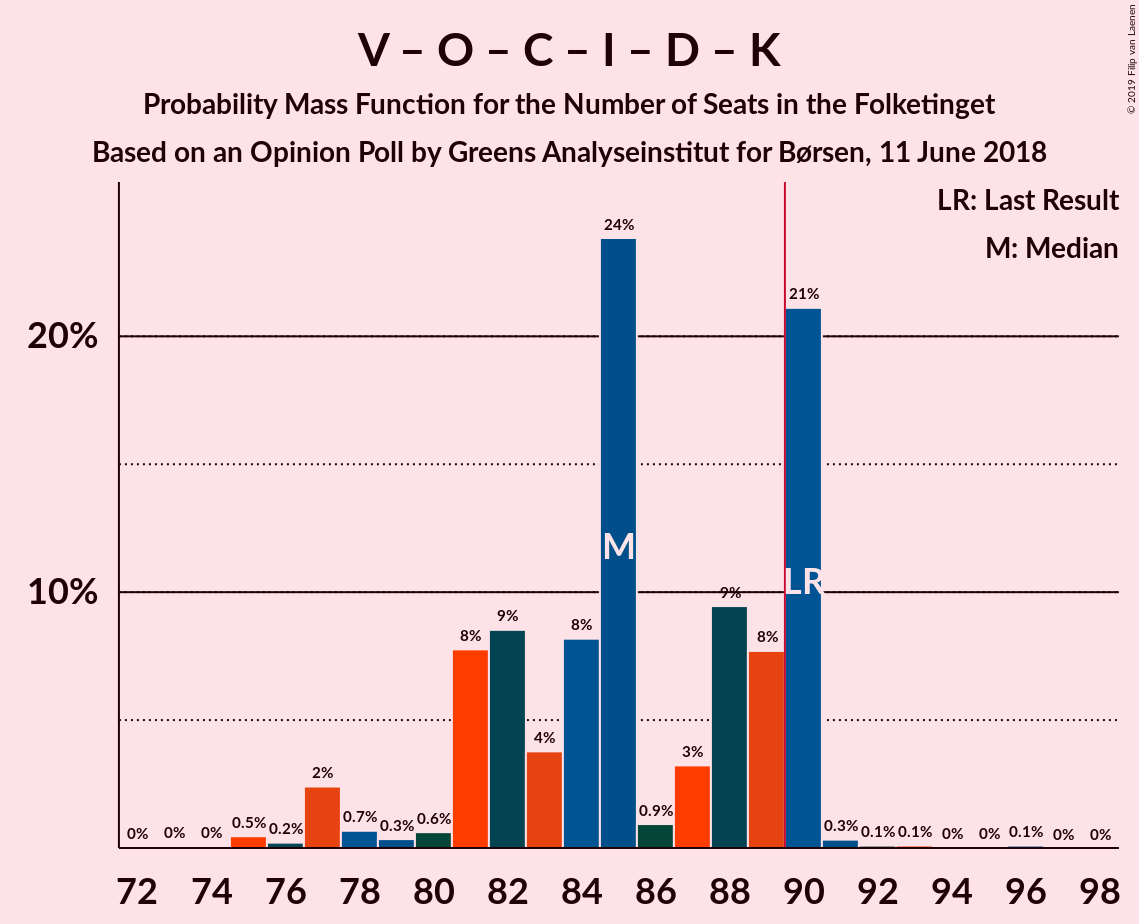 V – O – C – I – D – K
Probability Mass Function for the Number of Seats in the Folketinget
Based on an Opinion Poll by Greens Analyseinstitut for Børsen, 11 June 2018
© 2019 Filip van Laenen
LR: Last Result
M: Median
20%
10%
0% 0% 0% 0.5% 0.2% 2% 0.7% 0.3% 0.6% 8% 9% 4% 8% 24% 0.9% 3% 9% 8% 21% 0.3% 0.1% 0.1% 0% 0% 0.1% 0% 0%
M
LR
72 74 76 78 80 82 84 86 88 90 92 94 96 98